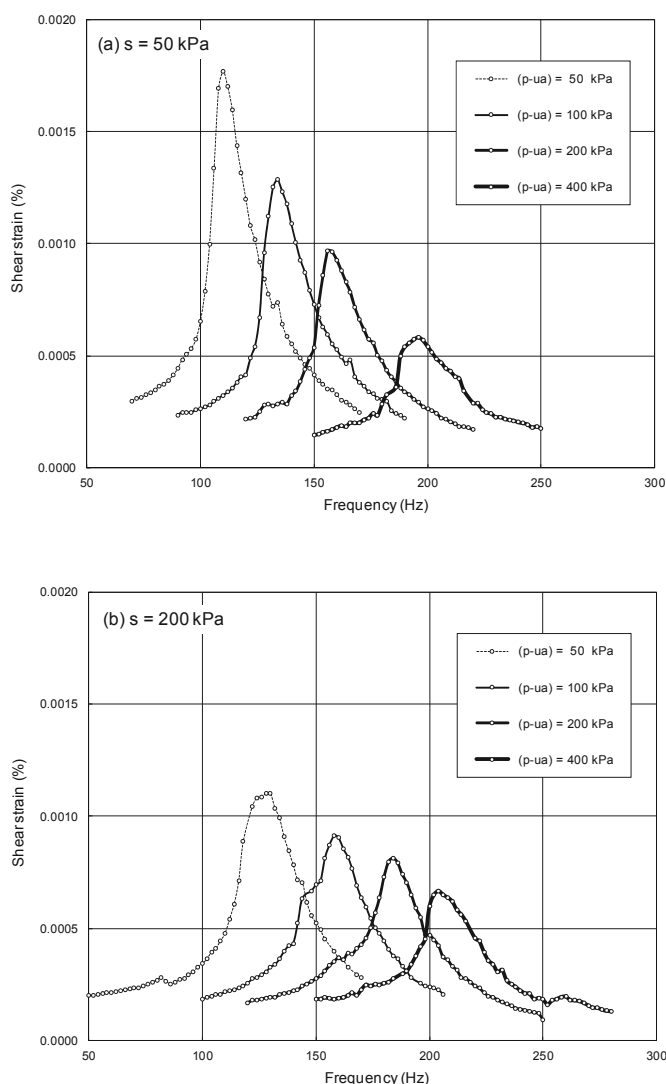 0.0020
(a) s = 50 kPa
(p-ua) = 50 kPa
(p-ua) = 100 kPa
(p-ua) = 200 kPa
(p-ua) = 400 kPa
0.0015
0.0010
0.0005
0.0000
Shear strain (%)
50 100 150 200 250 300
Frequency (Hz)
0.0020
(b) s = 200 kPa
(p-ua) = 50 kPa
(p-ua) = 100 kPa
(p-ua) = 200 kPa
(p-ua) = 400 kPa
0.0015
0.0010
0.0005
0.0000
Shear strain (%)
50 100 150 200 250 300
Frequency (Hz)